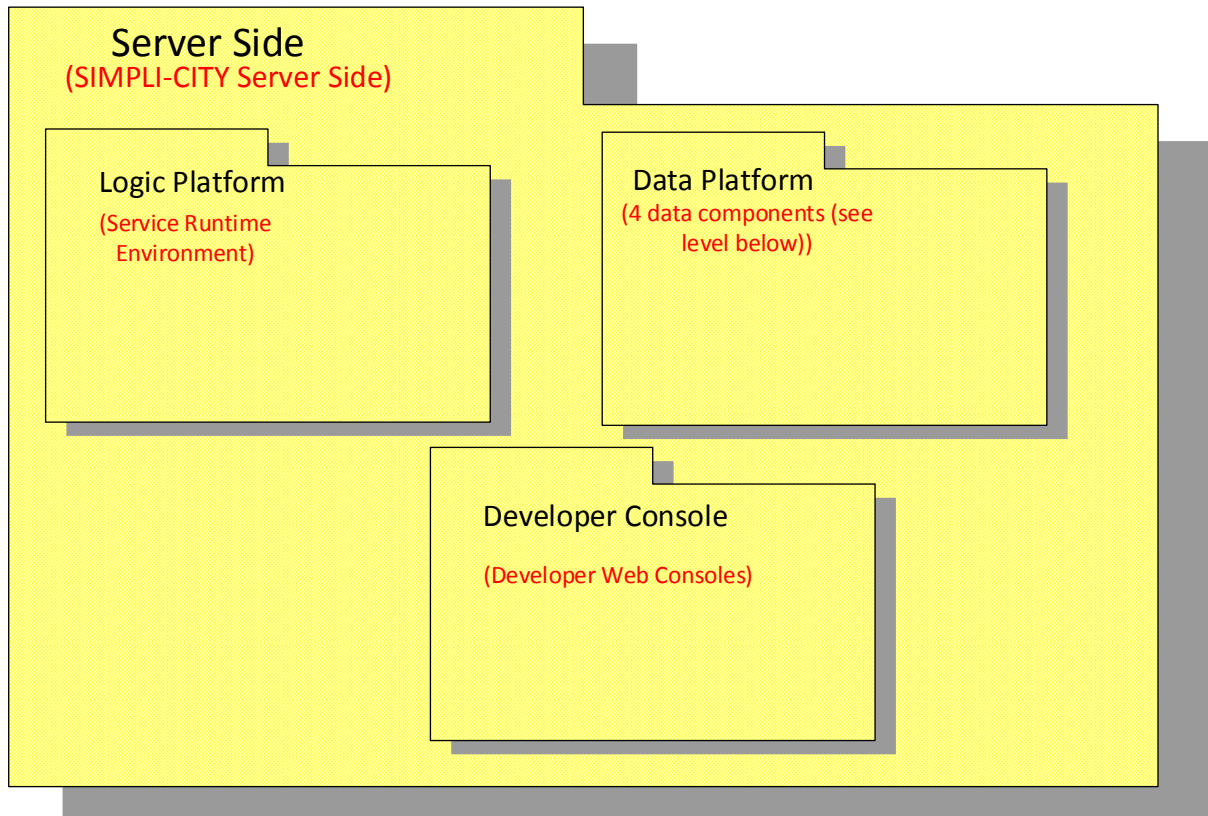 Server Side
(SIMPLI-CITY Server Side)
Logic Platform
(Service Runtime
Environment)
Data Platform
(4 data components (see
level below))
Developer Console
(Developer Web Consoles)